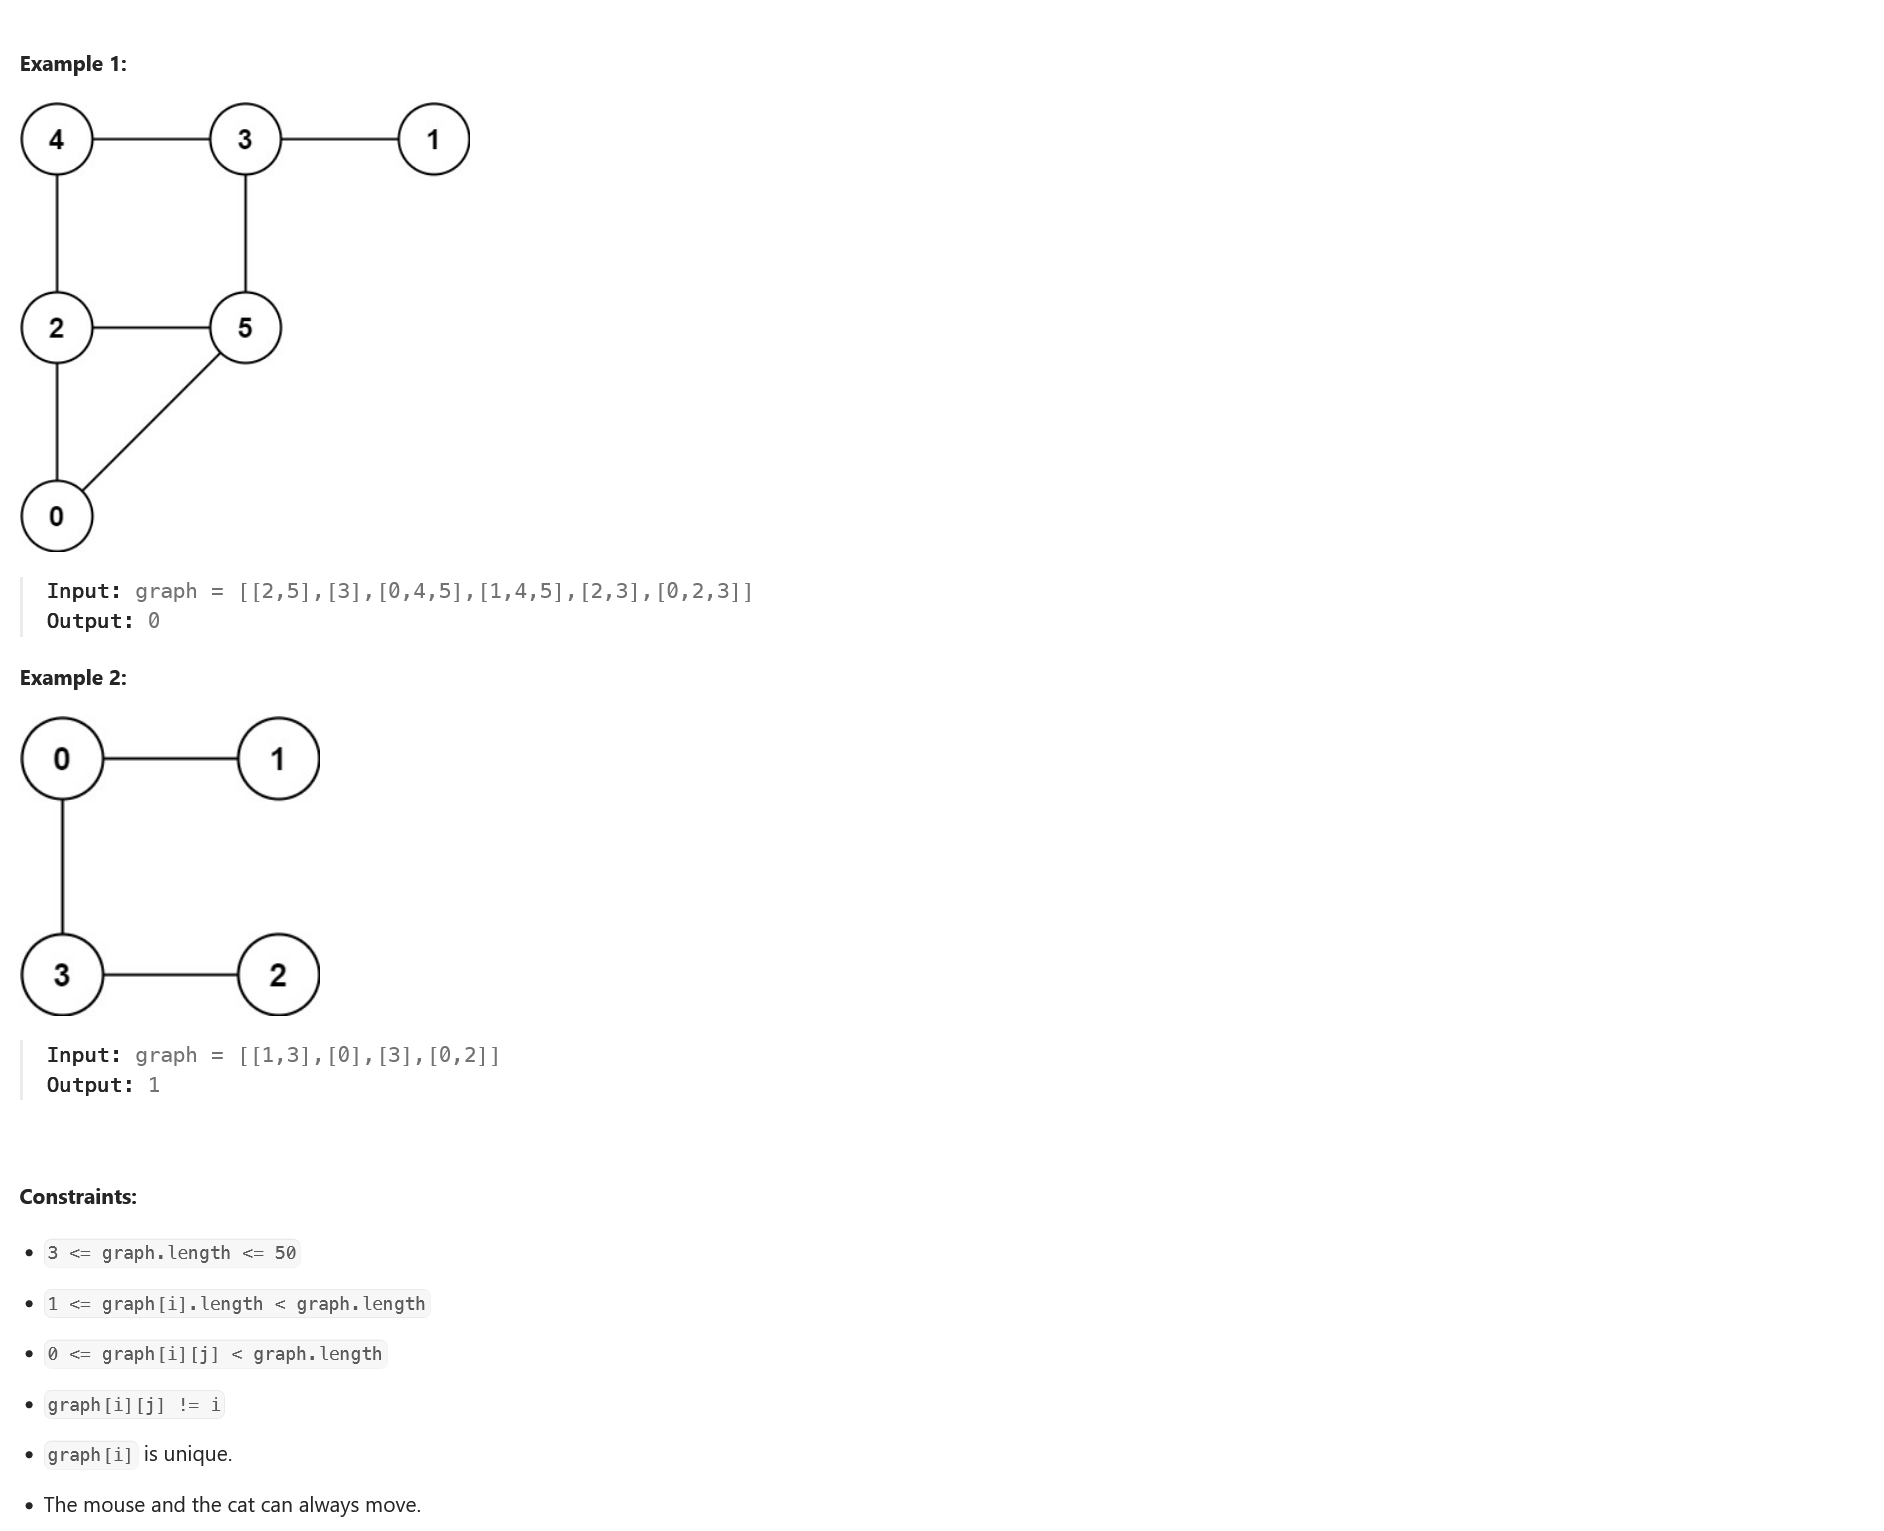 Example 1:
4 3 1
2 5
0
Input: graph = [[2,5],[3],[0,4,5],[1,4,5],[2,3],[0,2,3]]
Output: 0
Example 2:
0 1
3 2
Input: graph = [[1,3],[0],[3],[0,2]]
Output: 1
Constraints:
• 3 <= graph.length <= 50
• 1 <= graph[i].length < graph.length
• 0 <= graph[i][j] < graph.length
• graph[i][j] != i
• graph[i] is unique.
• The mouse and the cat can always move.